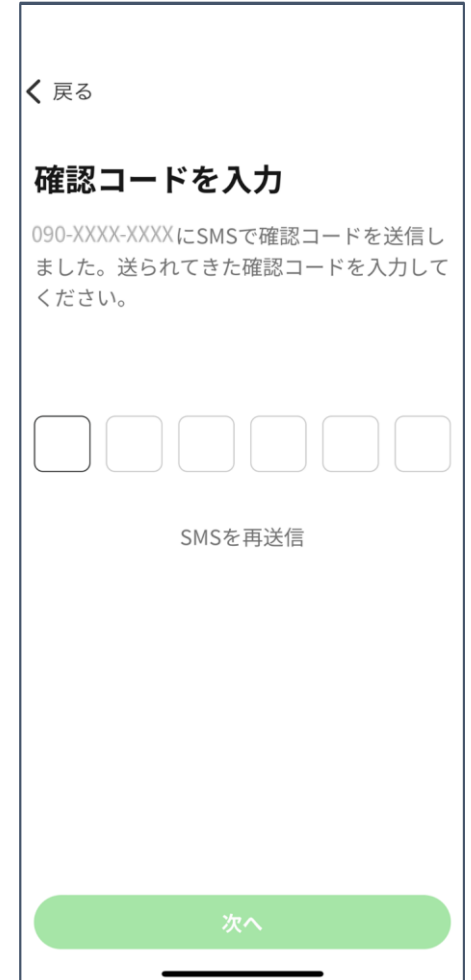 戻る
確認コードを入力
090-XXXX-XXXXにSMSで確認コードを送信し
ました。送られてきた確認コードを入力して
ください。
SMSを再送信
次へ